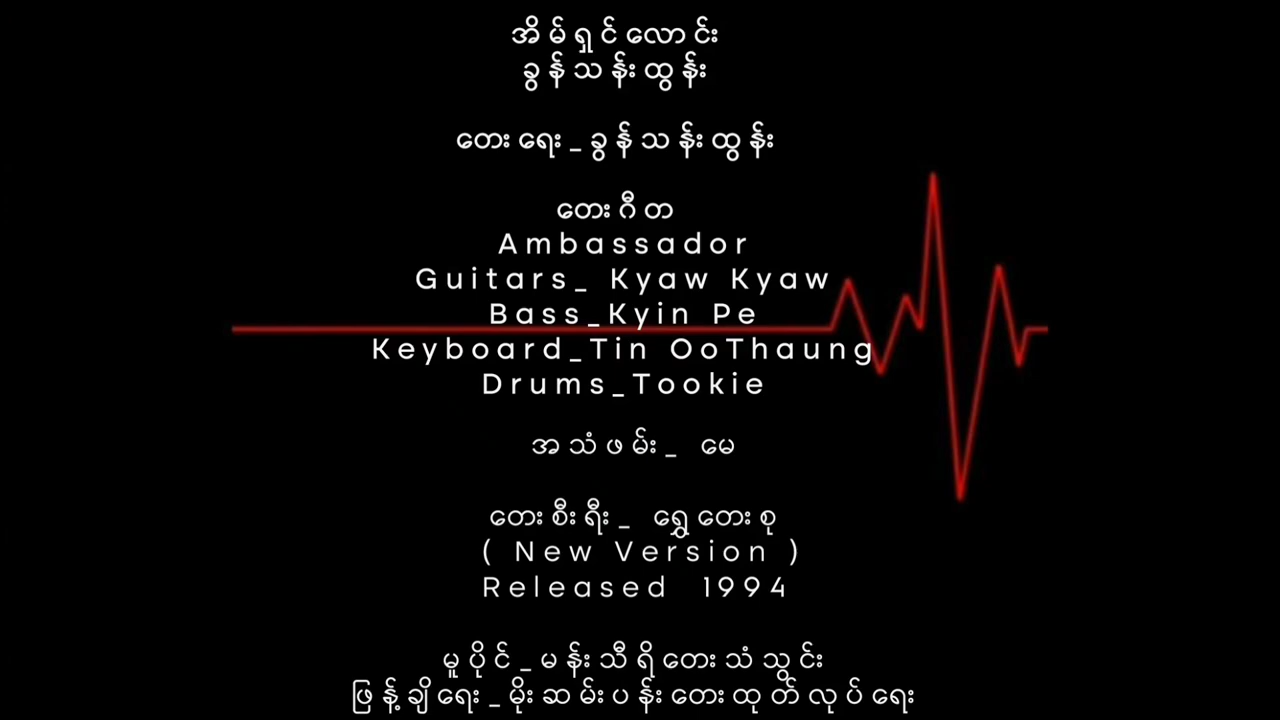 အိမ်ရှင်လောင်း
ခွန်သန်းထွန်း
တေးရေး_ခွန်သန်းထွန်း
တေးဂီတ
Ambassador
Guitars_ Kyaw Kyaw
Bass_Kyin Pe
Keyboard_Tin OoThaung
Drums_Tookie
အသံဖမ်း_ မေ
တေးစီးရီး_ ရွှေတေးစု
( New Version )
Released 1994
မူပိုင်_မန်းသီရိတေးသံသွင်း
ဖြန့်ချိရေး_မိုးဆမ်းပန်းတေးထုတ်လုပ်ရေး